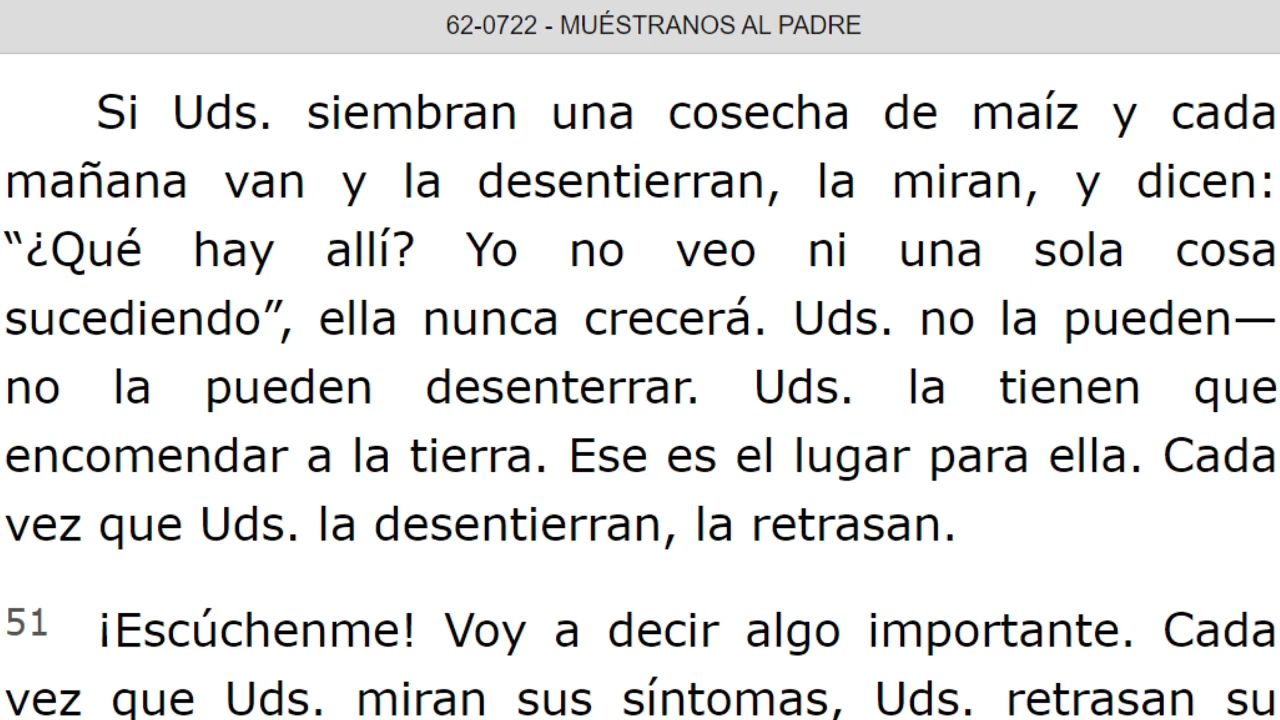 62-0722 - MUÉSTRANOS AL PADRE
Si Uds. siembran una cosecha de maíz y cada
mañana van y la desentierran, la miran, y dicen:
“¿Qué hay allí? Yo no veo ni una sola cosa
sucediendo”, ella nunca crecerá. Uds. no la pueden—
no la pueden desenterrar. Uds. la tienen que
encomendar a la tierra. Ese es el lugar para ella. Cada
vez que Uds. la desentierran, la retrasan.
51 ¡Escúchenme! Voy a decir algo importante. Cada
vez que Uds. miran sus síntomas, Uds. retrasan su